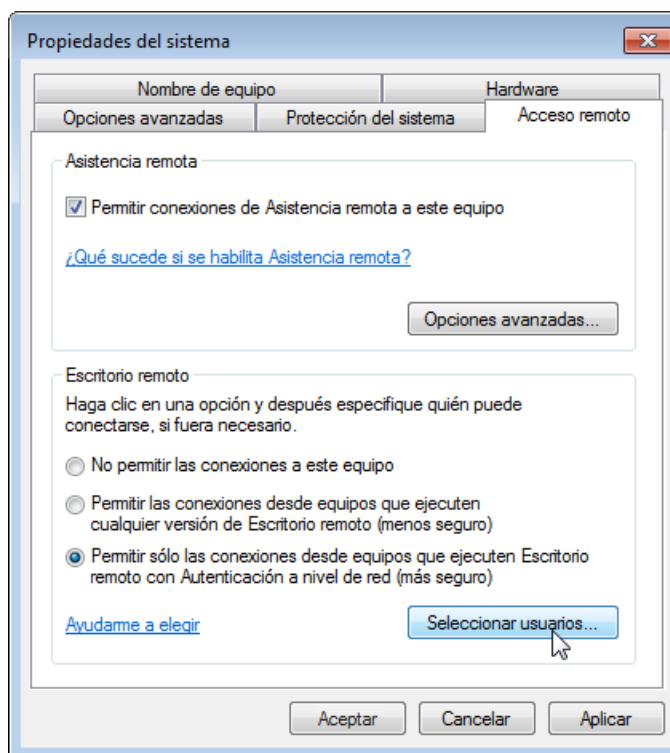 Propiedades del sistema
Nombre de equipo
Hardware
Opciones avanzadas
Protección del sistema
Acceso remoto
Asistencia remota
Permitir conexiones de Asistencia remota a este equipo
¿Qué sucede si se habilita Asistencia remota?
Opciones avanzadas...
Escritorio remoto
Haga clic en una opción y después especifique quién puede
conectarse, si fuera necesario.
No permitir las conexiones a este equipo
Permitir las conexiones desde equipos que ejecuten
cualquier versión de Escritorio remoto (menos seguro)
Permitir sólo las conexiones desde equipos que ejecuten Escritorio
remoto con Autenticación a nivel de red (más seguro)
Ayudarme a elegir
Seleccionar usuarios...
Aceptar
Cancelar
Aplicar